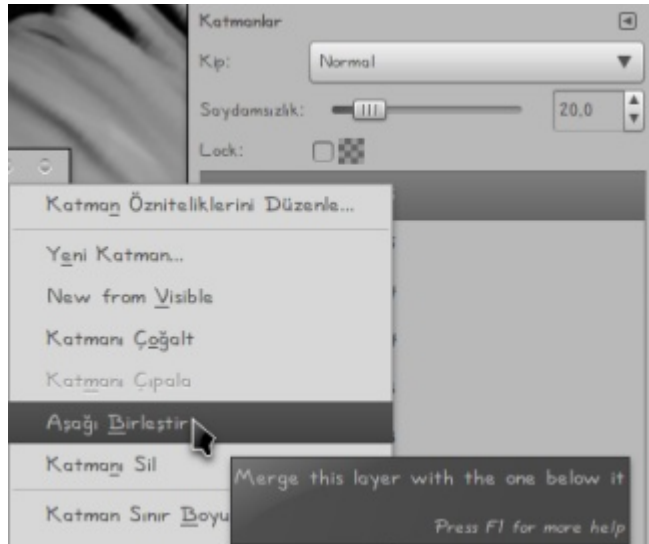 Katmanlar
Kip: Normal
Saydamsızlık: 20,0
Lock:
Katman Özniteliklerini Düzenle...
Yeni Katman...
New from Visible
Katmanı Çoğalt
Katmanı Çıpala
Aşağı Birleştir
Katmanı Sil
Merge this layer with the one below it
Katman Sınır Boyu
Press F1 for more help